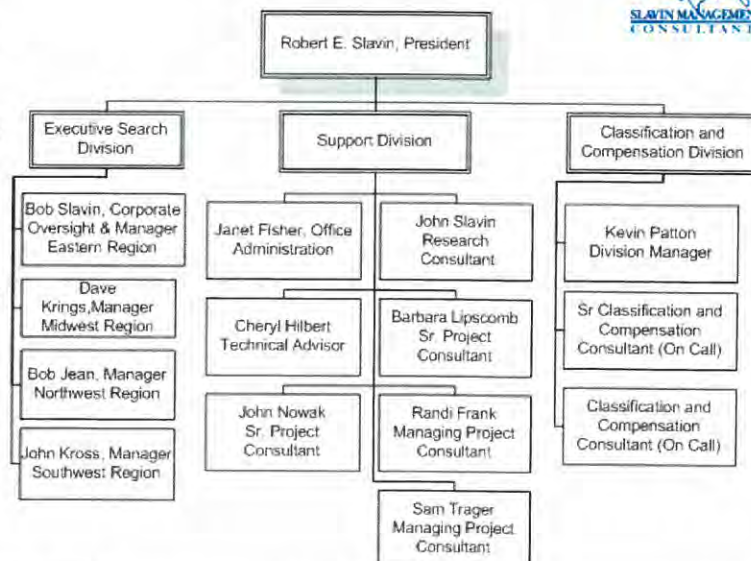 SLAVIN MANAGEMENT
CONSULTANTS
Robert E. Slavin, President
Executive Search
Division
Support Division
Classification and
Compensation Division
Bob Slavin, Corporate
Oversight & Manager
Eastern Region
Dave
Krings,Manager
Midwest Region
Bob Jean, Manager
Northwest Region
John Kross, Manager
Southwest Region
Janet Fisher, Office
Administration
John Slavin
Research
Consultant
Cheryl Hilbert
Technical Advisor
Barbara Lipscomb
Sr. Project
Consultant
John Nowak
Sr. Project
Consultant
Randi Frank
Managing Project
Consultant
Sam Trager
Managing Project
Consultant
Kevin Patton
Division Manager
Sr Classification and
Compensation
Consultant (On Call)
Classification and
Compensation
Consultant (On Call)